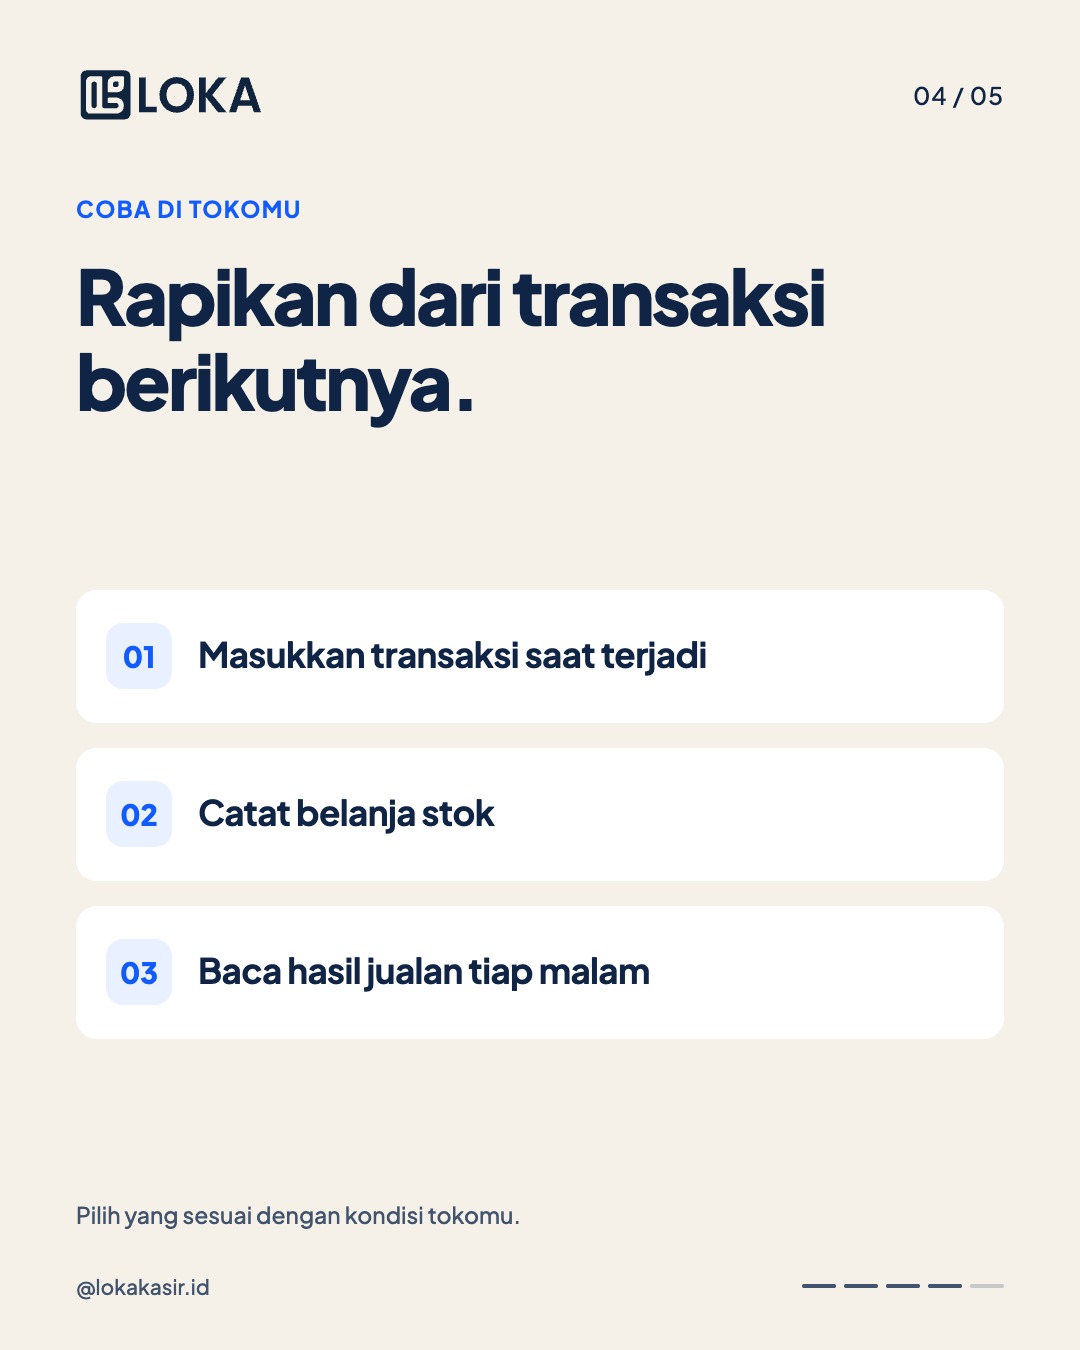 LOKA
04 / 05
COBA DI TOKOMU
Rapikan dari transaksi
berikutnya.
01 Masukkan transaksi saat terjadi
02 Catat belanja stok
03 Baca hasil jualan tiap malam
Pilih yang sesuai dengan kondisi tokomu.
@lokakasir.id